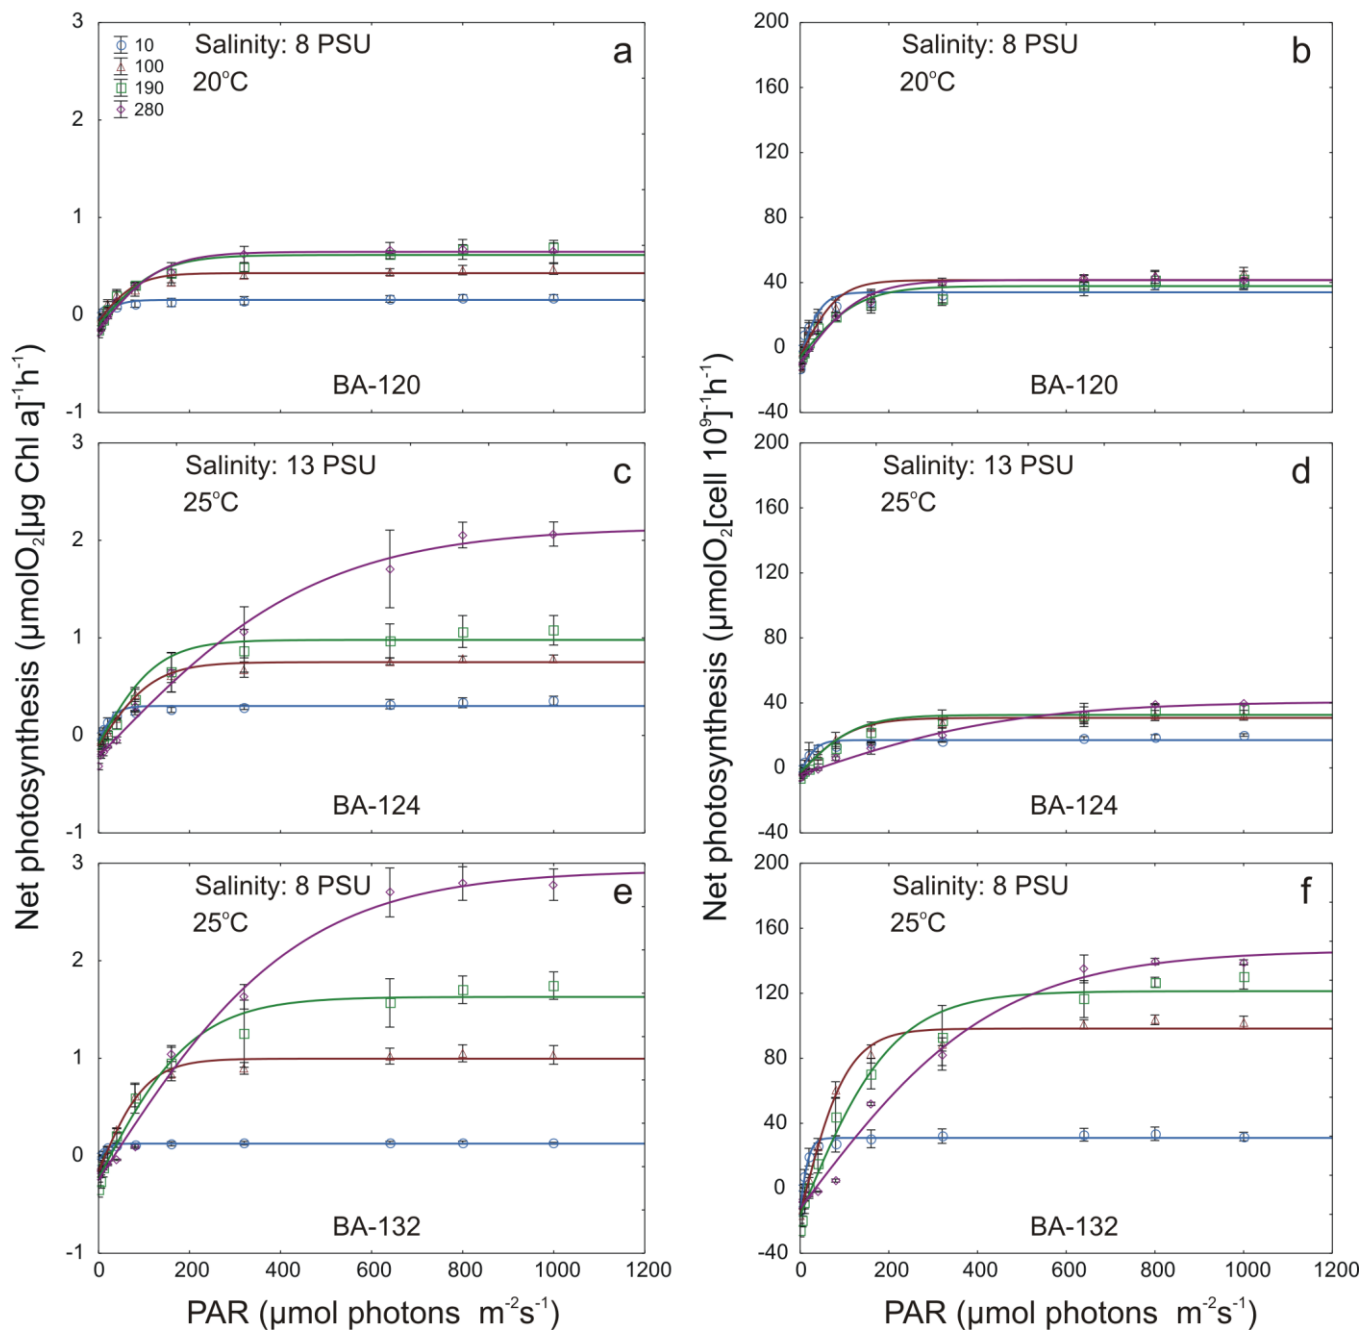 Net photosynthesis (µmolO₂[µg Chl a]⁻¹h⁻¹)
3
2
1
0
-1
10
100
190
280
Salinity: 8 PSU
20°C
a
BA-120
Net photosynthesis (µmolO₂[cell 10⁹]⁻¹h⁻¹)
200
160
120
80
40
0
-40
Salinity: 8 PSU
20°C
b
BA-120
3
2
1
0
-1
Salinity: 13 PSU
25°C
c
BA-124
200
160
120
80
40
0
-40
Salinity: 13 PSU
25°C
d
BA-124
3
2
1
0
-1
Salinity: 8 PSU
25°C
e
BA-132
0 200 400 600 800 1000 1200
PAR (µmol photons m⁻²s⁻¹)
200
160
120
80
40
0
-40
Salinity: 8 PSU
25°C
f
BA-132
0 200 400 600 800 1000 1200
PAR (µmol photons m⁻²s⁻¹)